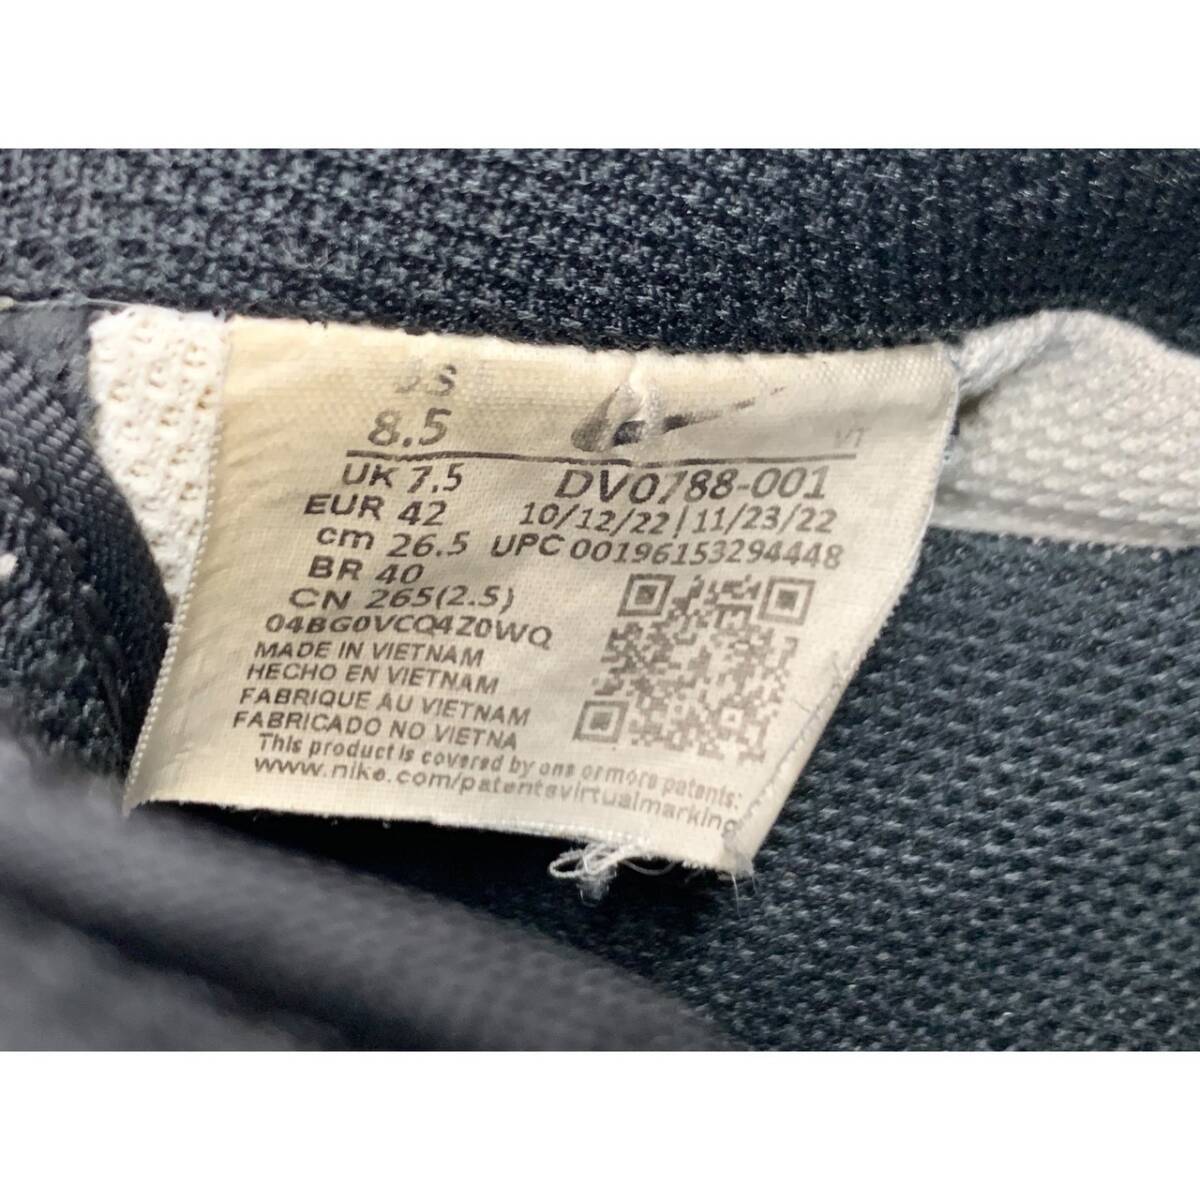 US
8.5
VT
UK 7.5
DV0788-001
EUR 42
10/12/22|11/23/22
cm 26.5
UPC 00196153294448
BR 40
CN 265(2.5)
04BG0VCQ4Z0WQ
MADE IN VIETNAM
HECHO EN VIETNAM
FABRIQUE AU VIETNAM
FABRICADO NO VIETNA
This product is covered by one or more patents:
www.nike.com/patentsvirtualmarking